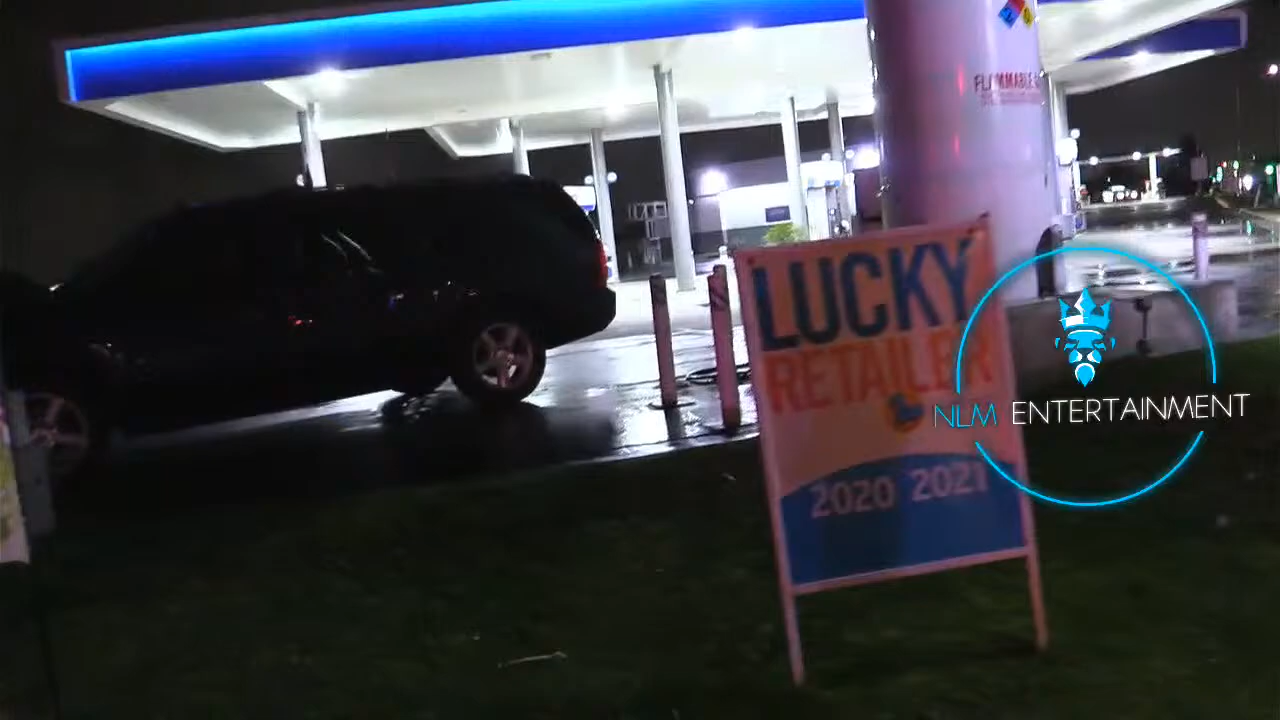 FLAMMABLE
LUCKY
RETAILER
2020 2021
NLM ENTERTAINMENT